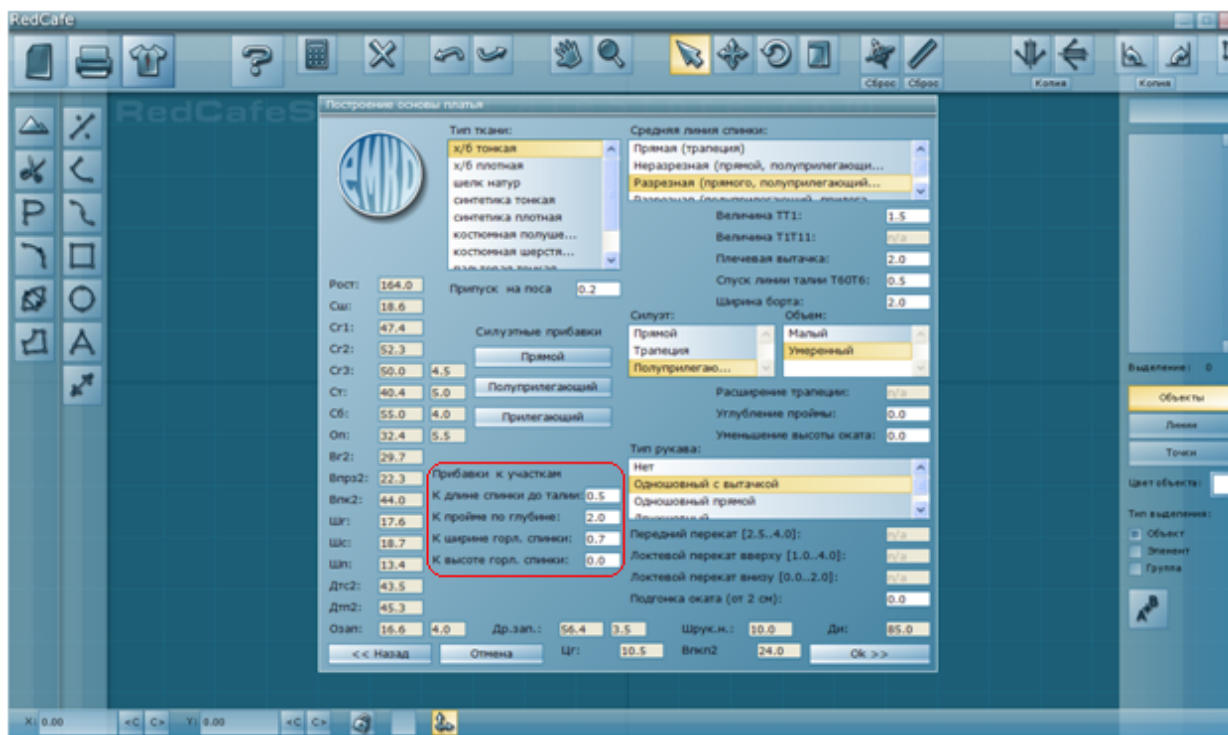 RedCafe
Сброс Сброс
Копия
Копия
RedCafeS
Построение основы платья
ЕМКО
Тип ткани:
х/б тонкая
х/б плотная
шелк натур
синтетика тонкая
синтетика плотная
костюмная полуше...
костюмная шерстя...
пальтовая тонкая
Средняя линия спинки:
Прямая (трапеция)
Неразрезная (прямой, полуприлегающи...
Разрезная (прямого, полуприлегающий...
Разрезная (полуприлегающий, прилега...
Величина ТТ1: 1.5
Величина Т1Т11: n/a
Плечевая вытачка: 2.0
Спуск линии талии Т60Т6: 0.5
Ширина борта: 2.0
Припуск на поса 0.2
Рост: 164.0
Сш: 18.6
Сг1: 47.4
Сг2: 52.3
Сг3: 50.0 4.5
Ст: 40.4 5.0
Сб: 55.0 4.0
Оп: 32.4 5.5
Вг2: 29.7
Впрз2: 22.3
Впк2: 44.0
Шг: 17.6
Шс: 18.7
Шп: 13.4
Дтс2: 43.5
Дтп2: 45.3
Озап: 16.6 4.0 Др.зап.: 56.4 3.5 Шрук.н.: 10.0 Ди: 85.0
Силуэтные прибавки
Прямой
Полуприлегающий
Прилегающий
Силуэт:
Прямой
Трапеция
Полуприлегаю...
Объем:
Малый
Умеренный
Расширение трапеции: n/a
Углубление проймы: 0.0
Уменьшение высоты оката: 0.0
Прибавки к участкам
К длине спинки до талии: 0.5
К пройме по глубине: 2.0
К ширине горл. спинки: 0.7
К высоте горл. спинки: 0.0
Тип рукава:
Нет
Одношовный с вытачкой
Одношовный прямой
Двухшовный
Передний перекат [2.5..4.0]: n/a
Локтевой перекат вверху [1.0..4.0]: n/a
Локтевой перекат внизу [0.0..2.0]: n/a
Подгонка оката (от 2 см): 0.0
<< Назад Отмена Цг: 10.5 Впкп2 24.0 Ok >>
Выделение: 0
Объекты
Линии
Точки
Цвет объекта:
Тип выделения:
Объект
Элемент
Группа
X: 0.00 <C C> Y: 0.00 <C C>